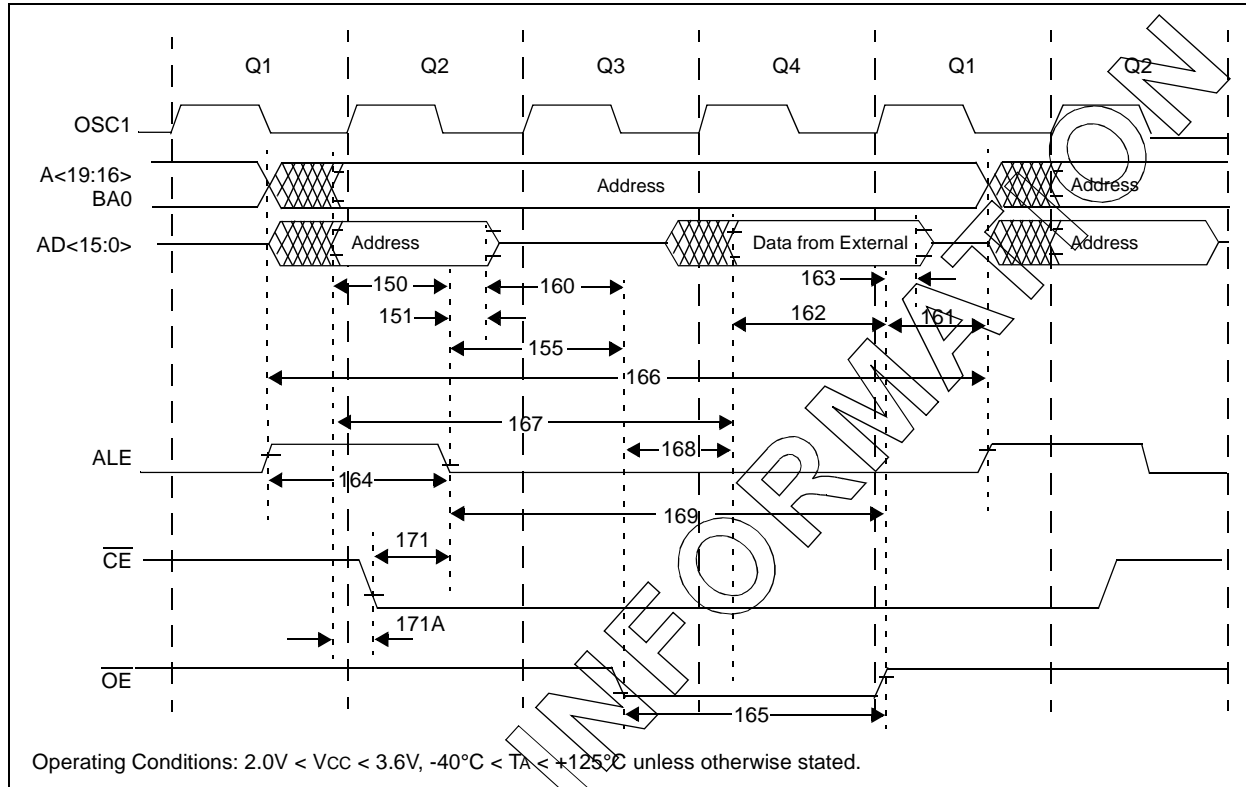 Q1 Q2 Q3 Q4 Q1 Q2
OSC1
A<19:16>
BA0
Address
Address
AD<15:0>
Address
Data from External
Address
163
150
160
151
162
161
155
166
167
ALE
168
164
169
171
CE
171A
OE
165
INFORMATION
Operating Conditions: 2.0V < VCC < 3.6V, -40°C < TA < +125°C unless otherwise stated.